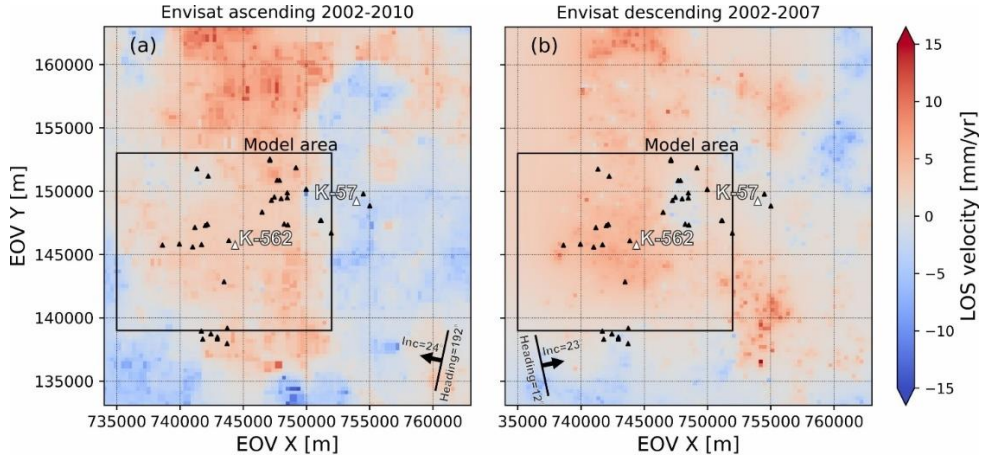 Envisat ascending 2002-2010
Envisat descending 2002-2007
(a)
(b)
160000
155000
150000
145000
140000
135000
EOV Y [m]
Model area
K-57
K-562
Inc=24
Heading=192°
735000 740000 745000 750000 755000 760000
EOV X [m]
Model area
K-57
K-562
Inc=23
Heading=12°
735000 740000 745000 750000 755000 760000
EOV X [m]
15
10
5
0
−5
−10
−15
LOS velocity [mm/yr]